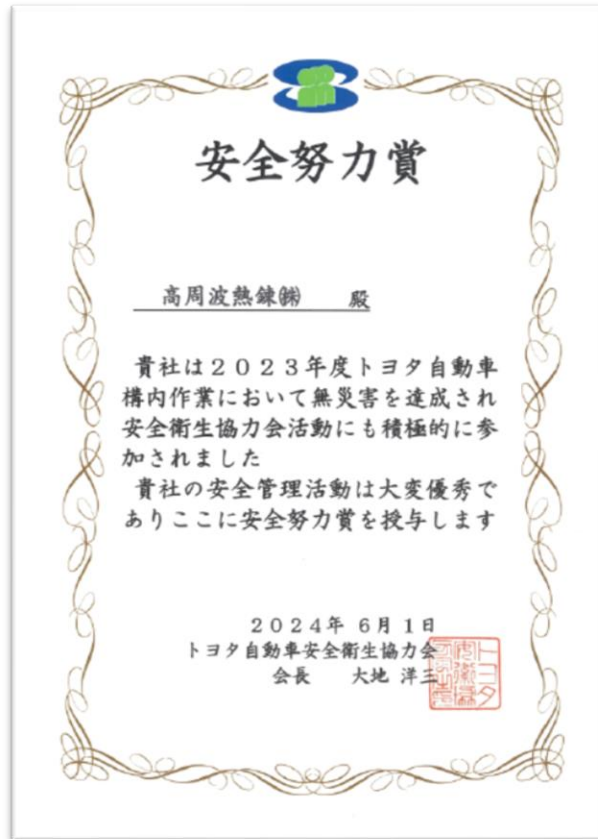 安全努力賞
高周波熱錬㈱　殿
貴社は２０２３年度トヨタ自動車
構内作業において無災害を達成され
安全衛生協力会活動にも積極的に参
加されました
貴社の安全管理活動は大変優秀で
ありここに安全努力賞を授与します
２０２４年 ６月 １日
トヨタ自動車安全衛生協力会
会長　大地 洋三